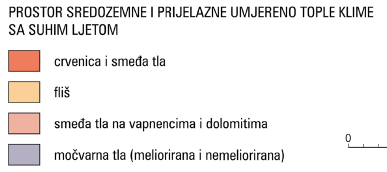 PROSTOR SREDOZEMNE I PRIJELAZNE UMJERENO TOPLE KLIME
SA SUHIM LJETOM
crvenica i smeđa tla
fliš
smeđa tla na vapnencima i dolomitima
močvarna tla (meliorirana i nemeliorirana)
0